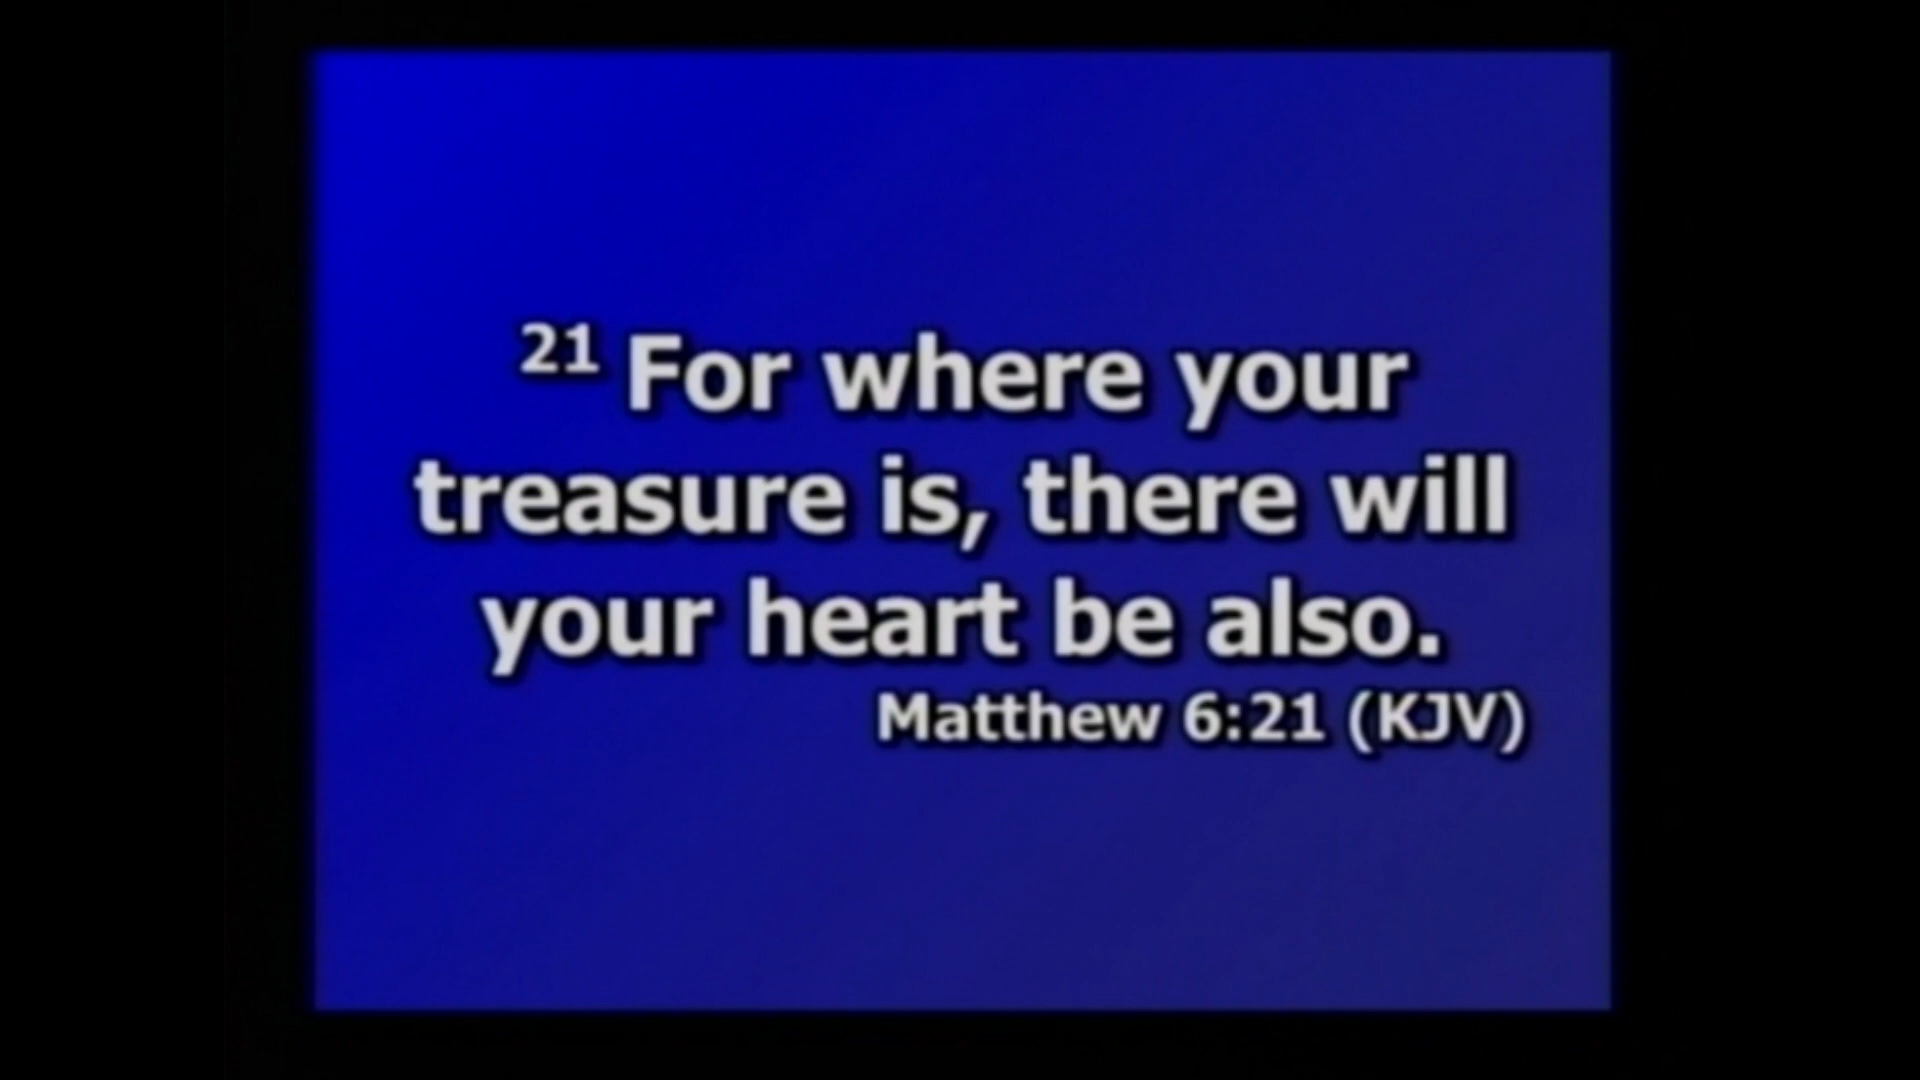 21 For where your
treasure is, there will
your heart be also.
Matthew 6:21 (KJV)